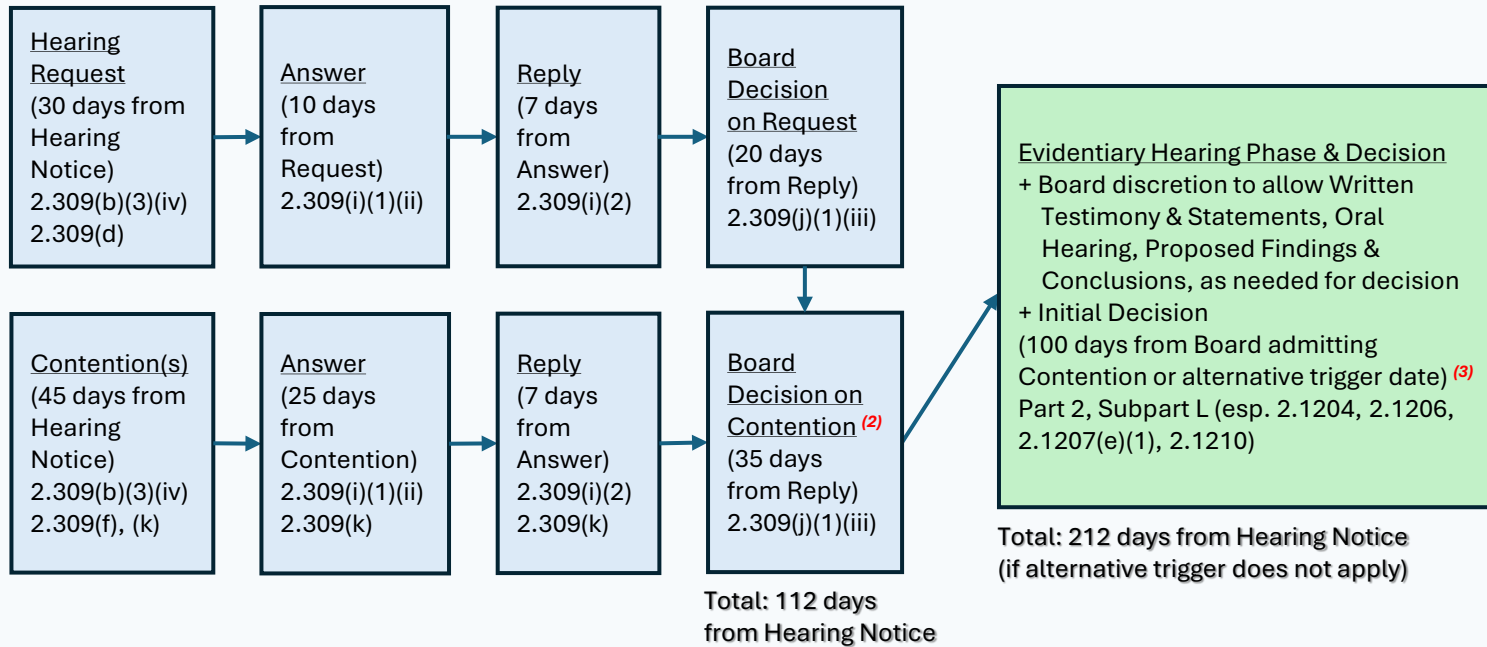 Hearing
Request
(30 days from
Hearing
Notice)
2.309(b)(3)(iv)
2.309(d)
Answer
(10 days
from
Request)
2.309(i)(1)(ii)
Reply
(7 days
from
Answer)
2.309(i)(2)
Board
Decision
on Request
(20 days
from Reply)
2.309(j)(1)(iii)
Contention(s)
(45 days from
Hearing
Notice)
2.309(b)(3)(iv)
2.309(f), (k)
Answer
(25 days
from
Contention)
2.309(i)(1)(ii)
2.309(k)
Reply
(7 days
from
Answer)
2.309(i)(2)
2.309(k)
Board
Decision on
Contention (2)
(35 days
from Reply)
2.309(j)(1)(iii)
Total: 112 days
from Hearing Notice
Evidentiary Hearing Phase & Decision
+ Board discretion to allow Written
Testimony & Statements, Oral
Hearing, Proposed Findings &
Conclusions, as needed for decision
+ Initial Decision
(100 days from Board admitting
Contention or alternative trigger date) (3)
Part 2, Subpart L (esp. 2.1204, 2.1206,
2.1207(e)(1), 2.1210)
Total: 212 days from Hearing Notice
(if alternative trigger does not apply)